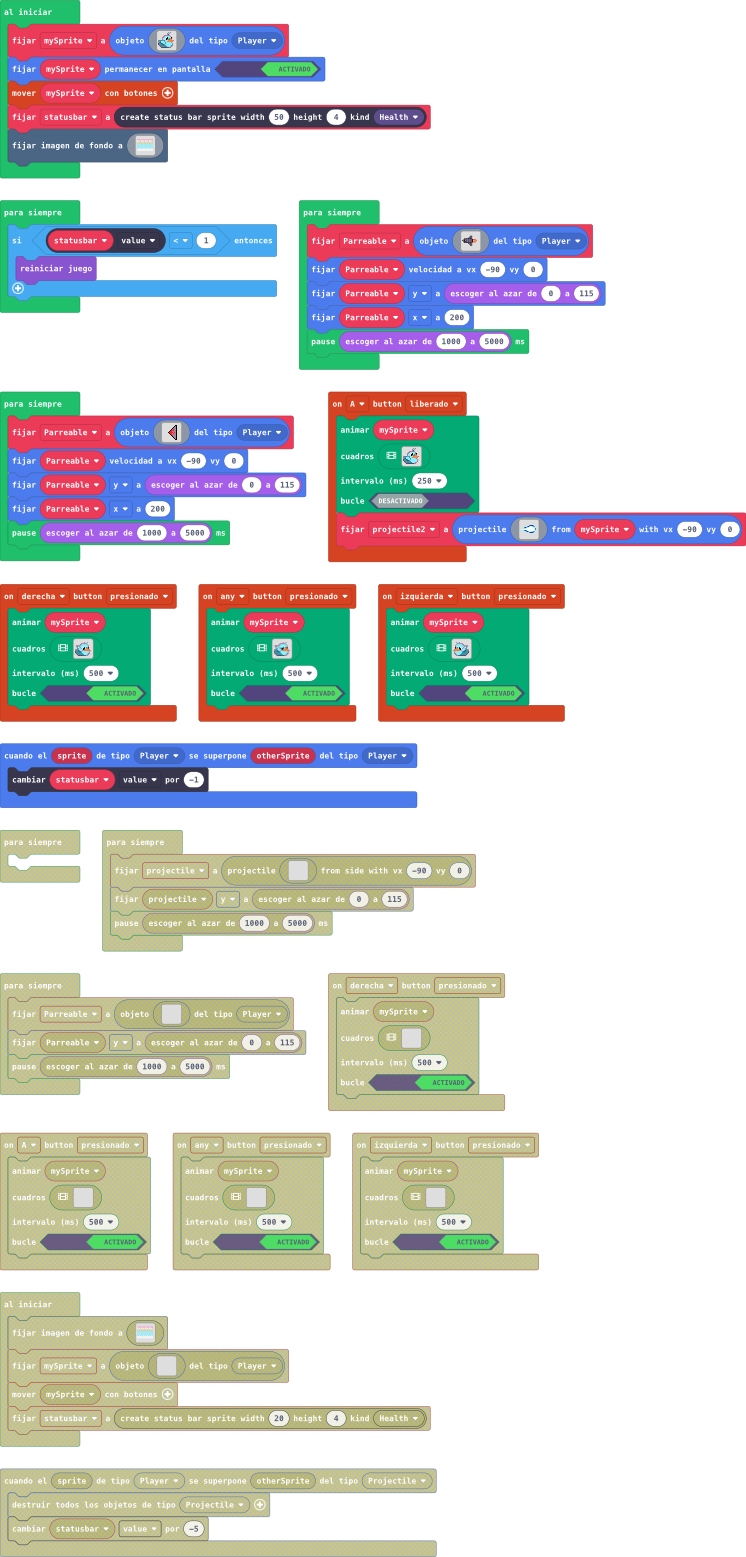 al iniciar
fijar mySprite a objeto del tipo Player
fijar mySprite permanecer en pantalla ACTIVADO
mover mySprite con botones
fijar statusbar a create status bar sprite width 50 height 4 kind Health
fijar imagen de fondo a
para siempre
si statusbar value < 1 entonces
reiniciar juego
para siempre
fijar Parreable a objeto del tipo Player
fijar Parreable velocidad a vx -90 vy 0
fijar Parreable y a escoger al azar de 0 a 115
fijar Parreable x a 200
pause escoger al azar de 1000 a 5000 ms
para siempre
fijar Parreable a objeto del tipo Player
fijar Parreable velocidad a vx -90 vy 0
fijar Parreable y a escoger al azar de 0 a 115
fijar Parreable x a 200
pause escoger al azar de 1000 a 5000 ms
on A button liberado
animar mySprite
cuadros
intervalo (ms) 250
bucle DESACTIVADO
fijar projectile2 a projectile from mySprite with vx -90 vy 0
on derecha button presionado
animar mySprite
cuadros
intervalo (ms) 500
bucle ACTIVADO
on any button presionado
animar mySprite
cuadros
intervalo (ms) 500
bucle ACTIVADO
on izquierda button presionado
animar mySprite
cuadros
intervalo (ms) 500
bucle ACTIVADO
cuando el sprite de tipo Player se superpone otherSprite del tipo Player
cambiar statusbar value por -1
para siempre
para siempre
fijar projectile a projectile from side with vx -90 vy 0
fijar projectile y a escoger al azar de 0 a 115
pause escoger al azar de 1000 a 5000 ms
para siempre
fijar Parreable a objeto del tipo Player
fijar Parreable y a escoger al azar de 0 a 115
pause escoger al azar de 1000 a 5000 ms
on derecha button presionado
animar mySprite
cuadros
intervalo (ms) 500
bucle ACTIVADO
on A button presionado
animar mySprite
cuadros
intervalo (ms) 500
bucle ACTIVADO
on any button presionado
animar mySprite
cuadros
intervalo (ms) 500
bucle ACTIVADO
on izquierda button presionado
animar mySprite
cuadros
intervalo (ms) 500
bucle ACTIVADO
al iniciar
fijar imagen de fondo a
fijar mySprite a objeto del tipo Player
mover mySprite con botones
fijar statusbar a create status bar sprite width 20 height 4 kind Health
cuando el sprite de tipo Player se superpone otherSprite del tipo Projectile
destruir todos los objetos de tipo Projectile
cambiar statusbar value por -5